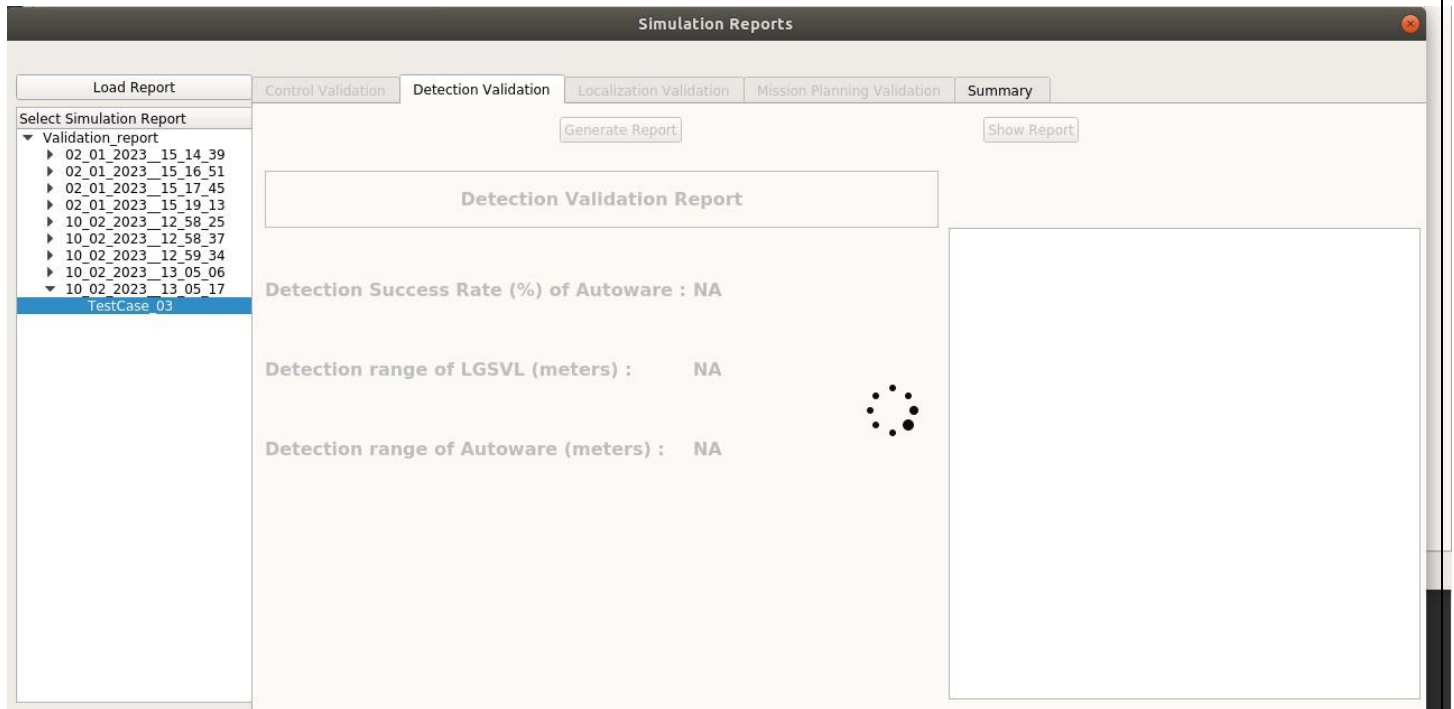 Simulation Reports
Load Report
Control Validation
Detection Validation
Localization Validation
Mission Planning Validation
Summary
Select Simulation Report
Validation_report
02_01_2023__15_14_39
02_01_2023__15_16_51
02_01_2023__15_17_45
02_01_2023__15_19_13
10_02_2023__12_58_25
10_02_2023__12_58_37
10_02_2023__12_59_34
10_02_2023__13_05_06
10_02_2023__13_05_17
TestCase_03
Generate Report
Show Report
Detection Validation Report
Detection Success Rate (%) of Autoware : NA
Detection range of LGSVL (meters) : NA
Detection range of Autoware (meters) : NA